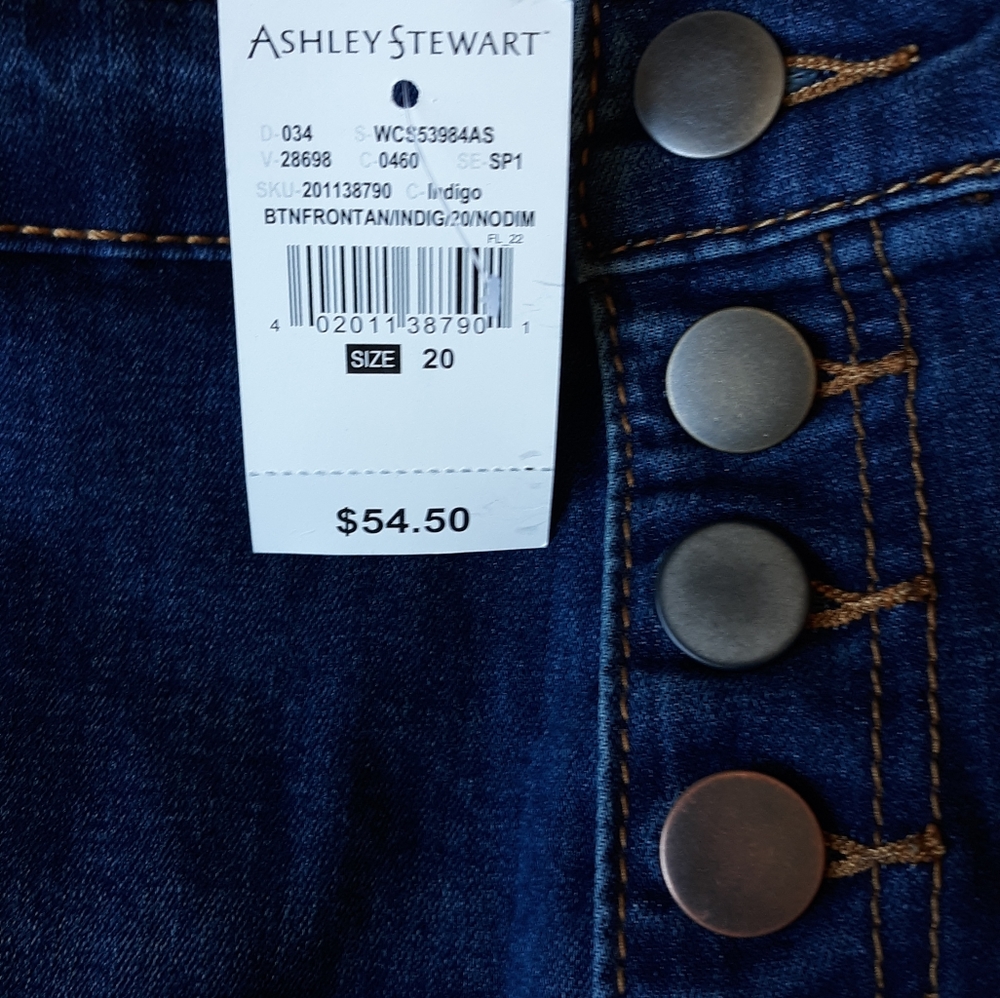 ASHLEY STEWART™
D-034 S-WCS53984AS
V-28698 C-0460 SE-SP1
SKU-201138790 C-Indigo
BTNFRONTAN/INDIG/20/NODIM
FL_22
4 02011 38790 1
SIZE 20
$54.50